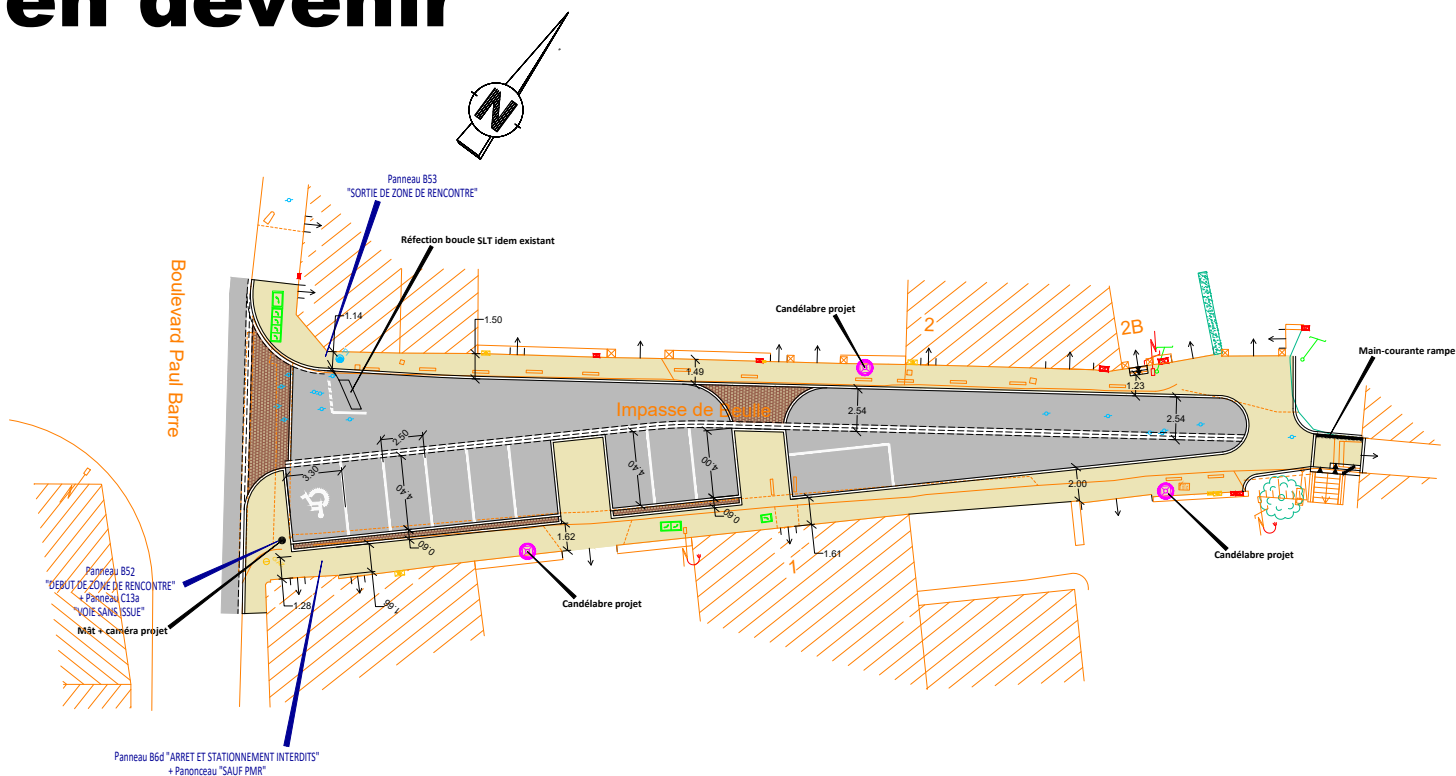 en devenir
N
Panneau B53
"SORTIE DE ZONE DE RENCONTRE"
Réfection boucle SLT idem existant
Boulevard Paul Barre
1.14
1.50
Candélabre projet
2
2B
Main-courante rampe
1.49
1.23
Impasse de
2.54
2.54
2.50
3.30
4.40
4.40
4.00
2.00
0.60
0.60
1.62
1.61
1
Candélabre projet
Panneau B52
"DEBUT DE ZONE DE RENCONTRE"
+ Panneau C13a
"VOIE SANS ISSUE"
Mât + caméra projet
1.28
1.66
Candélabre projet
Panneau B6d "ARRET ET STATIONNEMENT INTERDITS"
+ Panonceau "SAUF PMR"